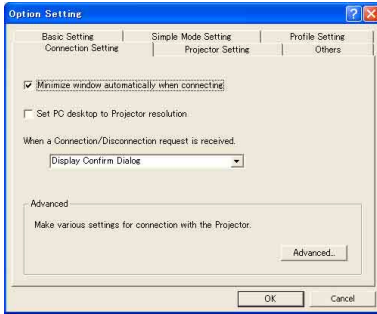 Option Setting
Basic Setting Simple Mode Setting Profile Setting
Connection Setting Projector Setting Others
Minimize window automatically when connecting
Set PC desktop to Projector resolution
When a Connection/Disconnection request is received.
Display Confirm Dialog
Advanced
Make various settings for connection with the Projector.
Advanced...
OK Cancel